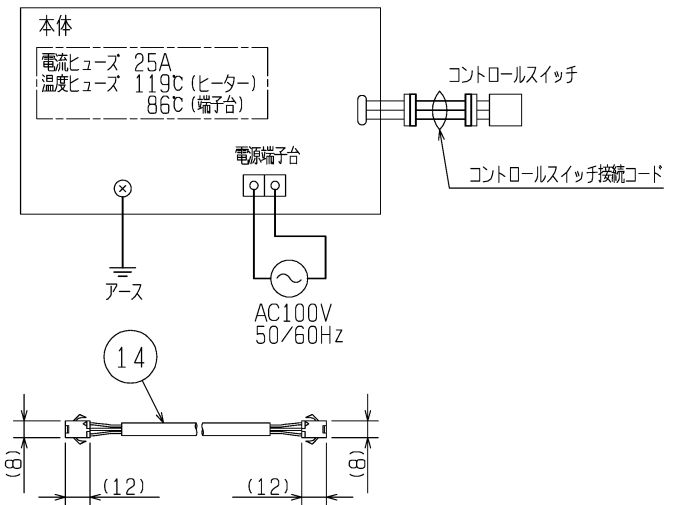 本体
電流ヒューズ 25A
温度ヒューズ 119℃(ヒーター)
86℃(端子台)
コントロールスイッチ
電源端子台
コントロールスイッチ接続コード
アース
AC100V
50/60Hz
14
(8)
(8)
(12)
(12)